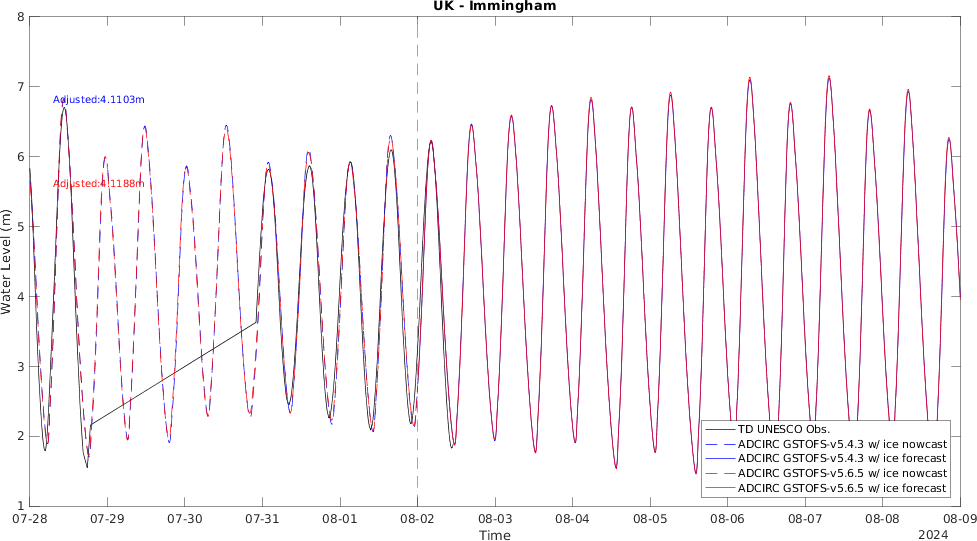 UK - Immingham
8
7
6
5
4
3
2
1
Water Level (m)
Adjusted:4.1103m
Adjusted:4.1188m
TD UNESCO Obs.
ADCIRC GSTOFS-v5.4.3 w/ ice nowcast
ADCIRC GSTOFS-v5.4.3 w/ ice forecast
ADCIRC GSTOFS-v5.6.5 w/ ice nowcast
ADCIRC GSTOFS-v5.6.5 w/ ice forecast
07-28 07-29 07-30 07-31 08-01 08-02 08-03 08-04 08-05 08-06 08-07 08-08 08-09
Time
2024